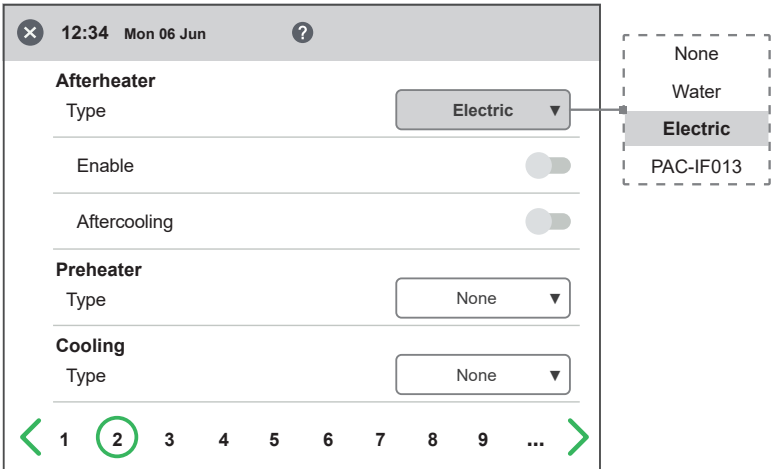 12:34 Mon 06 Jun ?
Afterheater
Type Electric ▼
Enable
Aftercooling
Preheater
Type None ▼
Cooling
Type None ▼
1 2 3 4 5 6 7 8 9 ...
None
Water
Electric
PAC-IF013